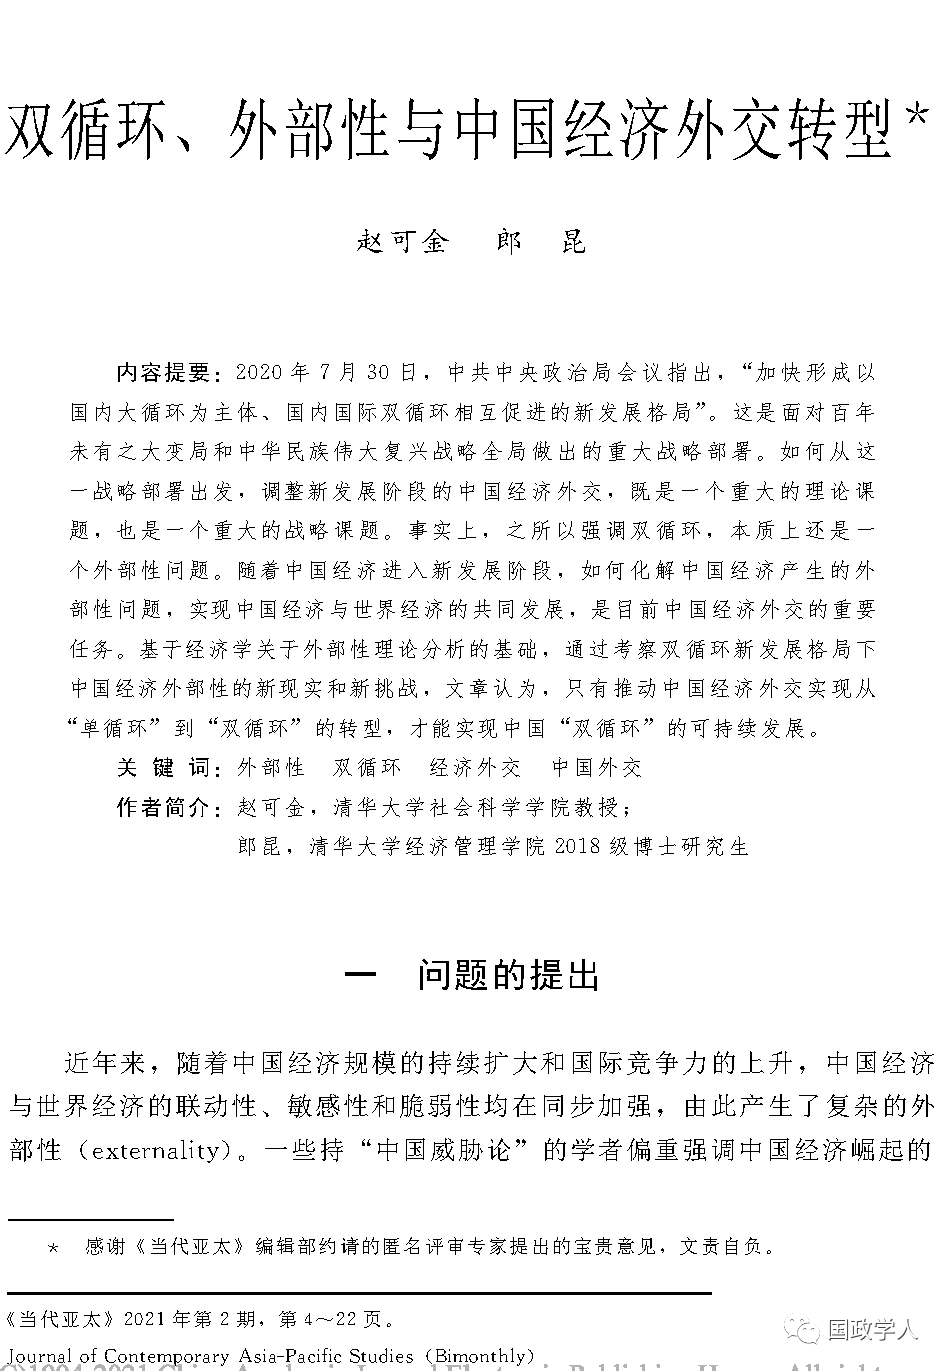 双循环、外部性与中国经济外交转型*
赵可金 郎 昆
内容提要：2020 年 7 月 30 日，中共中央政治局会议指出，“加快形成以
国内大循环为主体、国内国际双循环相互促进的新发展格局”。这是面对百年
未有之大变局和中华民族伟大复兴战略全局做出的重大战略部署。如何从这
一战略部署出发，调整新发展阶段的中国经济外交，既是一个重大的理论课
题，也是一个重大的战略课题。事实上，之所以强调双循环，本质上还是一
个外部性问题。随着中国经济进入新发展阶段，如何化解中国经济产生的外
部性问题，实现中国经济与世界经济的共同发展，是目前中国经济外交的重要
任务。基于经济学关于外部性理论分析的基础，通过考察双循环新发展格局下
中国经济外部性的新现实和新挑战，文章认为，只有推动中国经济外交实现从
“单循环”到“双循环”的转型，才能实现中国“双循环”的可持续发展。
关 键 词：外部性 双循环 经济外交 中国外交
作者简介：赵可金，清华大学社会科学学院教授；
郎昆，清华大学经济管理学院 2018 级博士研究生
一 问题的提出
近年来，随着中国经济规模的持续扩大和国际竞争力的上升，中国经济
与世界经济的联动性、敏感性和脆弱性均在同步加强，由此产生了复杂的外
部性（externality）。一些持“中国威胁论”的学者偏重强调中国经济崛起的
* 感谢《当代亚太》编辑部约请的匿名评审专家提出的宝贵意见，文责自负。
《当代亚太》2021 年第 2 期，第 4～22 页。
Journal of Contemporary Asia-Pacific Studies（Bimonthly）
国政学人